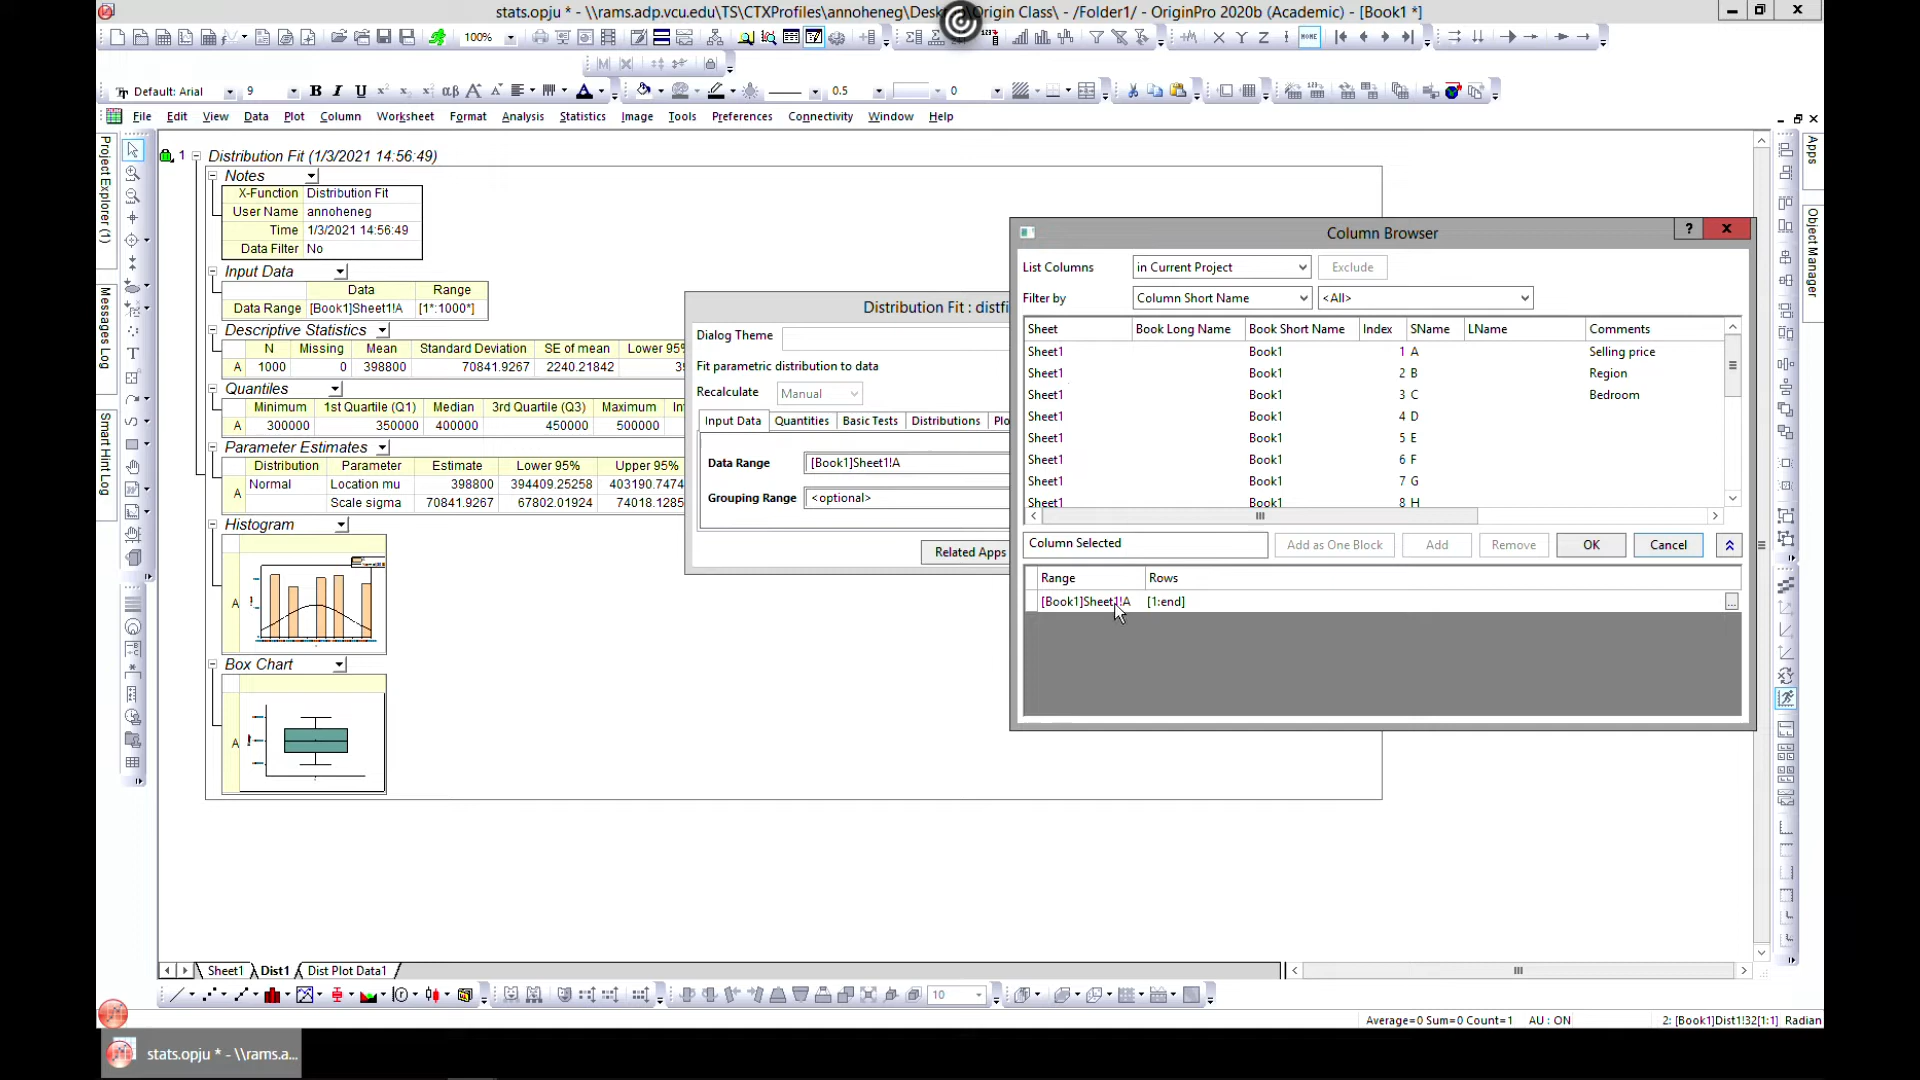 stats.opju * - \\rams.adp.vcu.edu\TS\CTXProfiles\annoheneg\Desk Origin Class\ - /Folder1/ - OriginPro 2020b (Academic) - [Book1 *]
100%
Default: Arial 9 B I U αβ A A A 0.5 0
File Edit View Data Plot Column Worksheet Format Analysis Statistics Image Tools Preferences Connectivity Window Help
Project Explorer (1)
Messages Log
Smart Hint Log
Apps
Object Manager
1 Distribution Fit (1/3/2021 14:56:49)
Notes
X-Function Distribution Fit
User Name annoheneg
Time 1/3/2021 14:56:49
Data Filter No
Input Data
Data Range
Data Range [Book1]Sheet1!A [1*:1000*]
Descriptive Statistics
N Missing Mean Standard Deviation SE of mean Lower 95%
A 1000 0 398800 70841.9267 2240.21842 39
Quantiles
Minimum 1st Quartile (Q1) Median 3rd Quartile (Q3) Maximum Int
A 300000 350000 400000 450000 500000
Parameter Estimates
Distribution Parameter Estimate Lower 95% Upper 95%
A Normal Location mu 398800 394409.25258 403190.7474
Scale sigma 70841.9267 67802.01924 74018.1285
Histogram
A
Box Chart
A
Distribution Fit : distfi
Dialog Theme
Fit parametric distribution to data
Recalculate Manual
Input Data Quantities Basic Tests Distributions Plo
Data Range [Book1]Sheet1!A
Grouping Range <optional>
Related Apps
Column Browser
? X
List Columns in Current Project Exclude
Filter by Column Short Name <All>
Sheet Book Long Name Book Short Name Index SName LName Comments
Sheet1 Book1 1 A Selling price
Sheet1 Book1 2 B Region
Sheet1 Book1 3 C Bedroom
Sheet1 Book1 4 D
Sheet1 Book1 5 E
Sheet1 Book1 6 F
Sheet1 Book1 7 G
Sheet1 Book1 8 H
Column Selected Add as One Block Add Remove OK Cancel
Range Rows
[Book1]Sheet1!A [1:end] ...
Sheet1 Dist1 Dist Plot Data1
10
Average=0 Sum=0 Count=1 AU : ON 2: [Book1]Dist1!32[1:1] Radian
stats.opju * - \\rams.a...